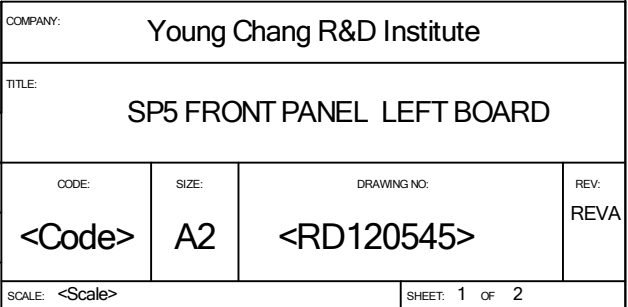 COMPANY:
Young Chang R&D Institute
TITLE:
SP5 FRONT PANEL LEFT BOARD
CODE: SIZE: DRAWING NO: REV:
<Code> A2 <RD120545> REVA
SCALE: <Scale> SHEET: 1 OF 2